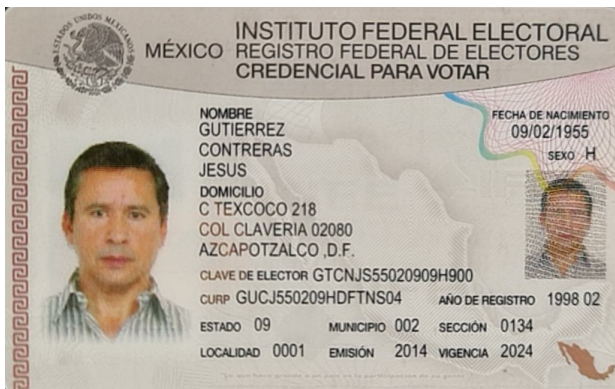 ESTADOS UNIDOS MEXICANOS
MÉXICO
INSTITUTO FEDERAL ELECTORAL
REGISTRO FEDERAL DE ELECTORES
CREDENCIAL PARA VOTAR
NOMBRE
GUTIERREZ
CONTRERAS
JESUS
FECHA DE NACIMIENTO
09/02/1955
SEXO H
DOMICILIO
C TEXCOCO 218
COL CLAVERIA 02080
AZCAPOTZALCO ,D.F.
CLAVE DE ELECTOR GTCNJS55020909H900
CURP GUCJ550209HDFTNS04 AÑO DE REGISTRO 1998 02
ESTADO 09 MUNICIPIO 002 SECCIÓN 0134
LOCALIDAD 0001 EMISIÓN 2014 VIGENCIA 2024